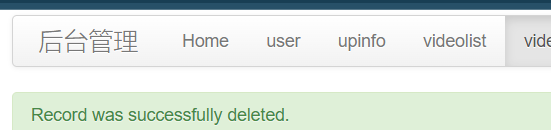 后台管理 Home user upinfo videolist
Record was successfully deleted.